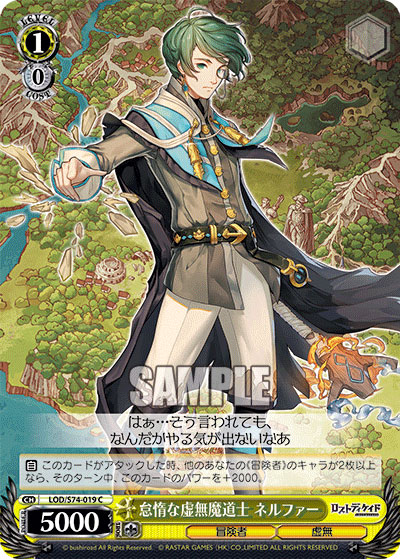 LEVEL
1
0
COST
SAMPLE
はぁ…そう言われても、
なんだかやる気が出ないなあ
【自】このカードがアタックした時、他のあなたの《冒険者》のキャラが2枚以上
なら、そのターン中、このカードのパワーを+2000。
CH LOD/S74-019 C
怠惰な虚無魔道士 ネルファー
ロストディケイド
5000
冒険者
虚無
© bushiroad All Rights Reserved. © RASTAR GAMES (HK) CO.,LIMITED ALL RIGHTS RESERVED.